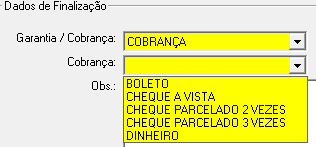 Dados de Finalização
Garantia / Cobrança: COBRANÇA
Cobrança:
Obs.:
BOLETO
CHEQUE A VISTA
CHEQUE PARCELADO 2 VEZES
CHEQUE PARCELADO 3 VEZES
DINHEIRO